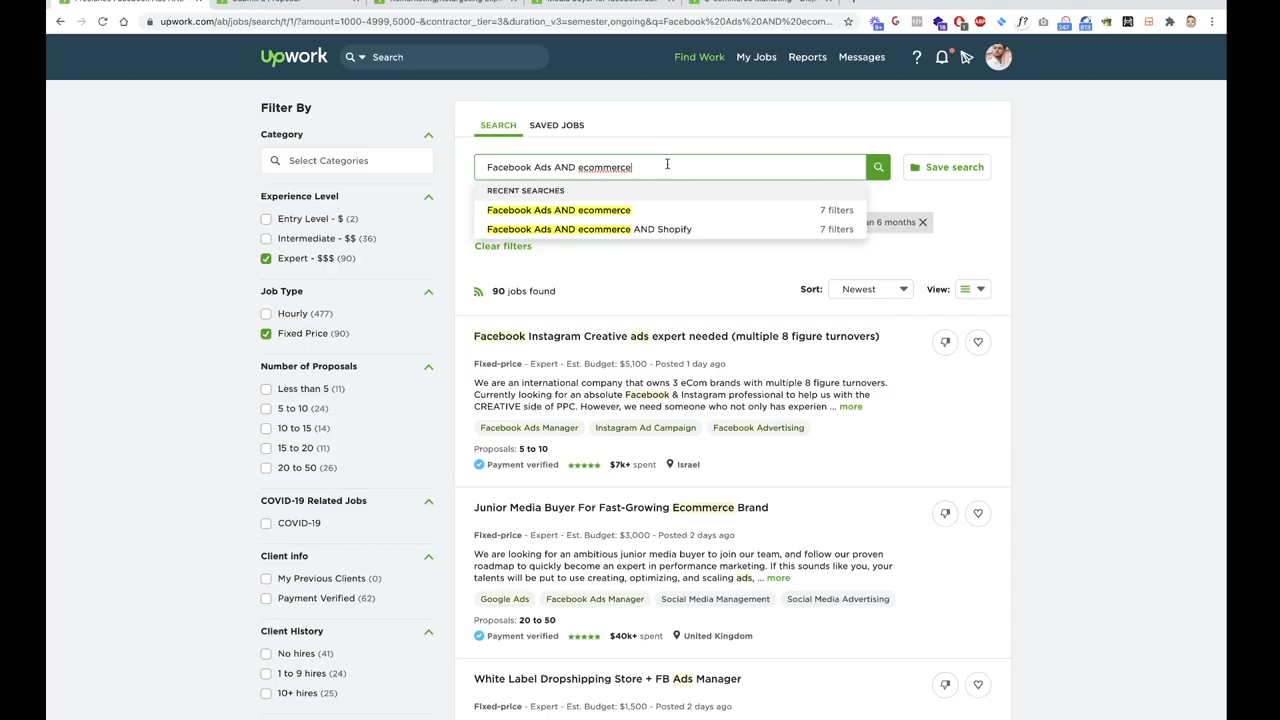 upwork.com/ab/jobs/search/t/1/?amount=1000-4999,5000-&contractor_tier=3&duration_v3=semester,ongoing&q=Facebook%20Ads%20AND%20ecom...
Upwork
Search
Find Work
My Jobs
Reports
Messages
?
Filter By
Category
Select Categories
Experience Level
Entry Level - $ (2)
Intermediate - $$ (36)
Expert - $$$ (90)
Job Type
Hourly (477)
Fixed Price (90)
Number of Proposals
Less than 5 (11)
5 to 10 (24)
10 to 15 (14)
15 to 20 (11)
20 to 50 (26)
COVID-19 Related Jobs
COVID-19
Client info
My Previous Clients (0)
Payment Verified (62)
Client History
No hires (41)
1 to 9 hires (24)
10+ hires (25)
SEARCH
SAVED JOBS
Facebook Ads AND ecommerce
Save search
RECENT SEARCHES
Facebook Ads AND ecommerce 7 filters
Facebook Ads AND ecommerce AND Shopify 7 filters
6 months
Clear filters
90 jobs found
Sort: Newest
View:
Facebook Instagram Creative ads expert needed (multiple 8 figure turnovers)
Fixed-price - Expert - Est. Budget: $5,100 - Posted 1 day ago
We are an international company that owns 3 eCom brands with multiple 8 figure turnovers.
Currently looking for an absolute Facebook & Instagram professional to help us with the
CREATIVE side of PPC. However, we need someone who not only has experien ... more
Facebook Ads Manager
Instagram Ad Campaign
Facebook Advertising
Proposals: 5 to 10
Payment verified $7k+ spent Israel
Junior Media Buyer For Fast-Growing Ecommerce Brand
Fixed-price - Expert - Est. Budget: $3,000 - Posted 2 days ago
We are looking for an ambitious junior media buyer to join our team, and follow our proven
roadmap to quickly become an expert in performance marketing. If this sounds like you, your
talents will be put to use creating, optimizing, and scaling ads, ... more
Google Ads
Facebook Ads Manager
Social Media Management
Social Media Advertising
Proposals: 20 to 50
Payment verified $40k+ spent United Kingdom
White Label Dropshipping Store + FB Ads Manager
Fixed-price - Expert - Est. Budget: $1,500 - Posted 2 days ago